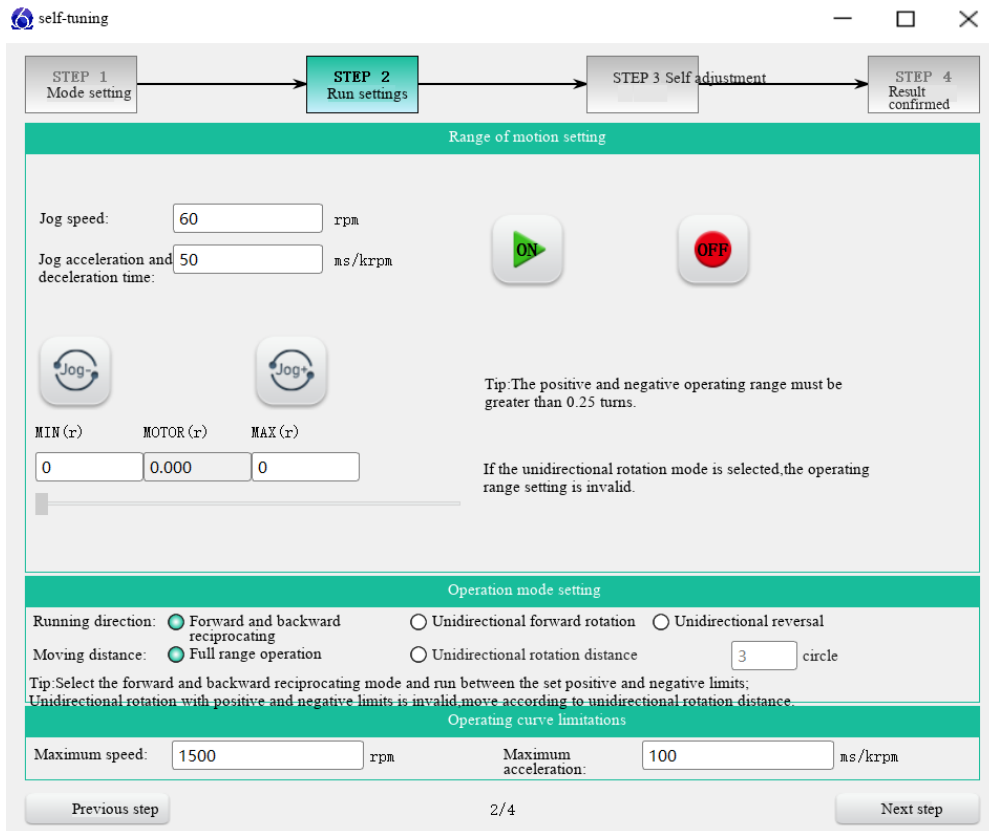 self-tuning
STEP 1
Mode setting
STEP 2
Run settings
STEP 3 Self adjustment
STEP 4
Result
confirmed
Range of motion setting
Jog speed:
60
rpm
Jog acceleration and
deceleration time:
50
ms/krpm
ON
OFF
Jog-
Jog+
Tip:The positive and negative operating range must be
greater than 0.25 turns.
MIN(r)
MOTOR(r)
MAX(r)
0
0.000
0
If the unidirectional rotation mode is selected,the operating
range setting is invalid.
Operation mode setting
Running direction:
Forward and backward
reciprocating
Unidirectional forward rotation
Unidirectional reversal
Moving distance:
Full range operation
Unidirectional rotation distance
3
circle
Tip:Select the forward and backward reciprocating mode and run between the set positive and negative limits;
Unidirectional rotation with positive and negative limits is invalid,move according to unidirectional rotation distance.
Operating curve limitations
Maximum speed:
1500
rpm
Maximum
acceleration:
100
ms/krpm
Previous step
2/4
Next step